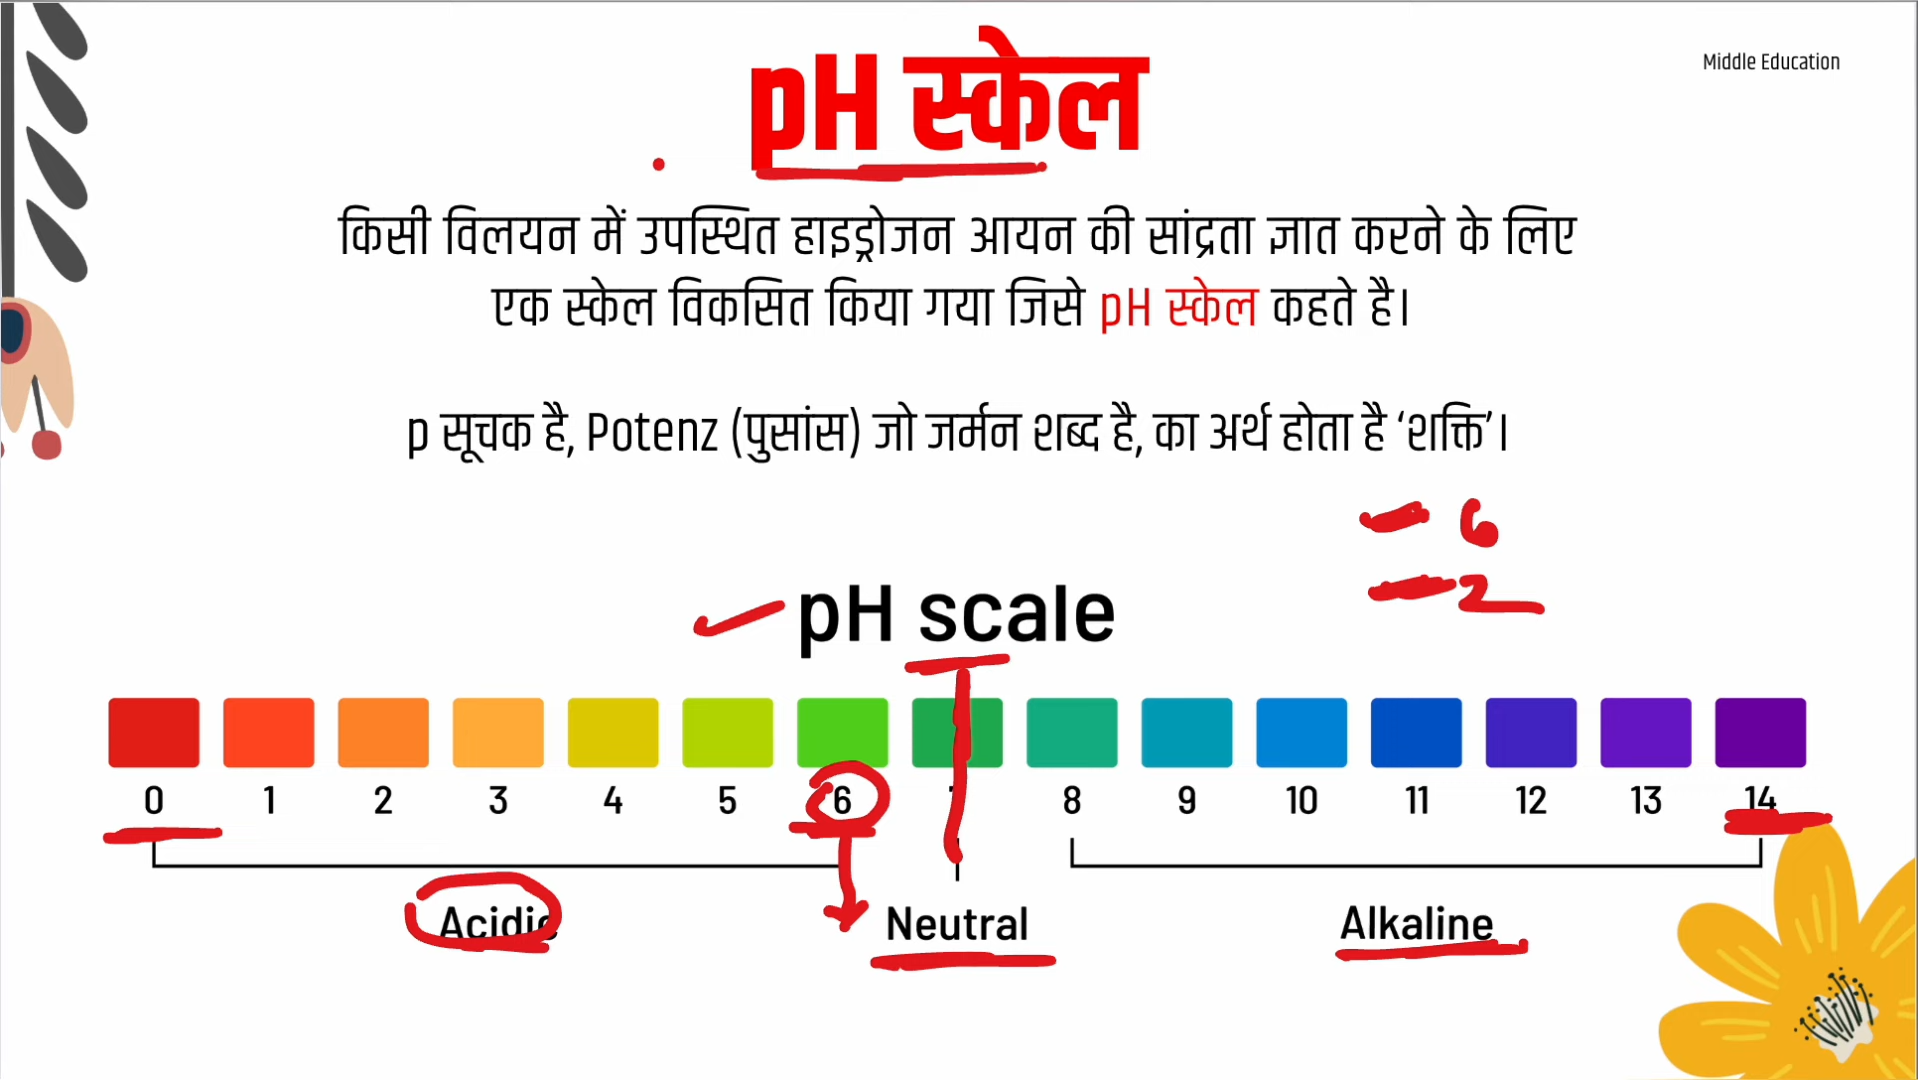 Middle Education
pH स्केल
किसी विलयन में उपस्थित हाइड्रोजन आयन की सांद्रता ज्ञात करने के लिए
एक स्केल विकसित किया गया जिसे pH स्केल कहते है।
p सूचक है, Potenz (पुसांस) जो जर्मन शब्द है, का अर्थ होता है ‘शक्ति’।
- 6
- 2
pH scale
0 1 2 3 4 5 6 8 9 10 11 12 13 14
Acidic Neutral Alkaline